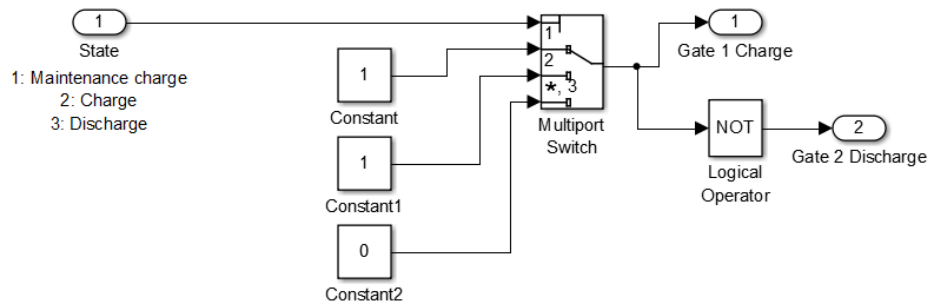 1
State
1: Maintenance charge
2: Charge
3: Discharge
1
Constant
1
Constant1
0
Constant2
1
2
*, 3
Multiport
Switch
1
Gate 1 Charge
NOT
Logical
Operator
2
Gate 2 Discharge